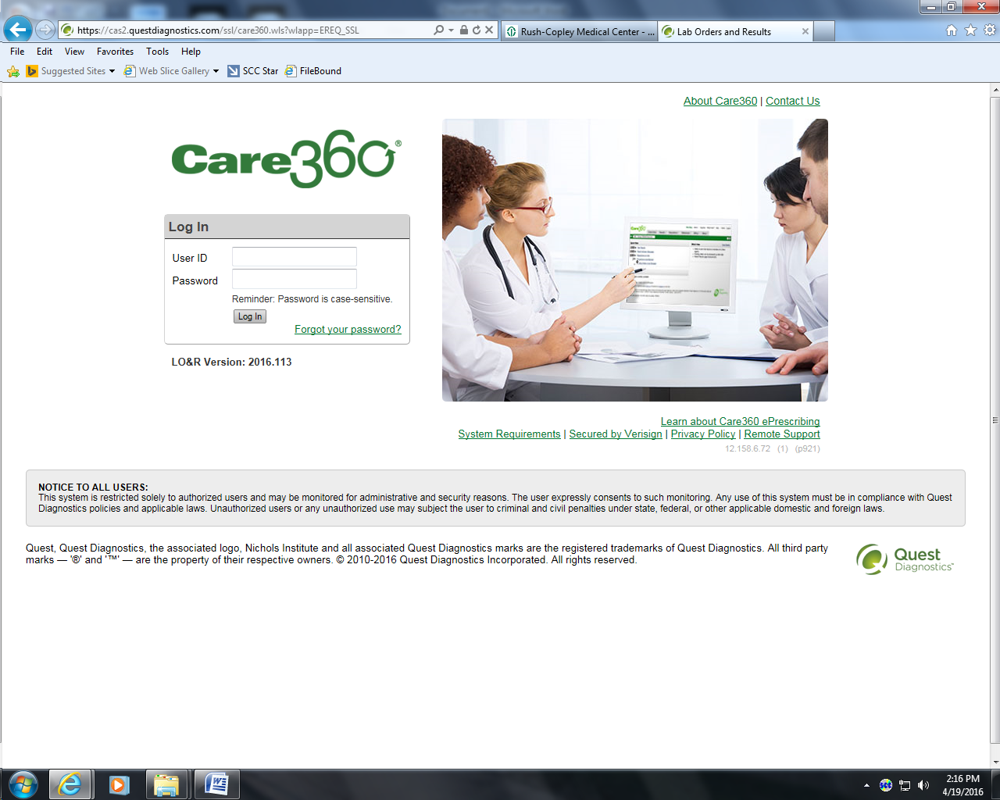 https://cas2.questdiagnostics.com/ssl/care360.wls?wlapp=EREQ_SSL
Rush-Copley Medical Center - ...
Lab Orders and Results
File Edit View Favorites Tools Help
Suggested Sites Web Slice Gallery SCC Star FileBound
About Care360 | Contact Us
Care360®
Log In
User ID
Password
Reminder: Password is case-sensitive.
Log In
Forgot your password?
LO&R Version: 2016.113
Care360
Learn about Care360 ePrescribing
System Requirements | Secured by Verisign | Privacy Policy | Remote Support
12.158.6.72 (1) (p921)
NOTICE TO ALL USERS:
This system is restricted solely to authorized users and may be monitored for administrative and security reasons. The user expressly consents to such monitoring. Any use of this system must be in compliance with Quest
Diagnostics policies and applicable laws. Unauthorized users or any unauthorized use may subject the user to criminal and civil penalties under state, federal, or other applicable domestic and foreign laws.
Quest, Quest Diagnostics, the associated logo, Nichols Institute and all associated Quest Diagnostics marks are the registered trademarks of Quest Diagnostics. All third party
marks — '®' and '™' — are the property of their respective owners. © 2010-2016 Quest Diagnostics Incorporated. All rights reserved.
Quest
Diagnostics™
SCC
2:16 PM
4/19/2016